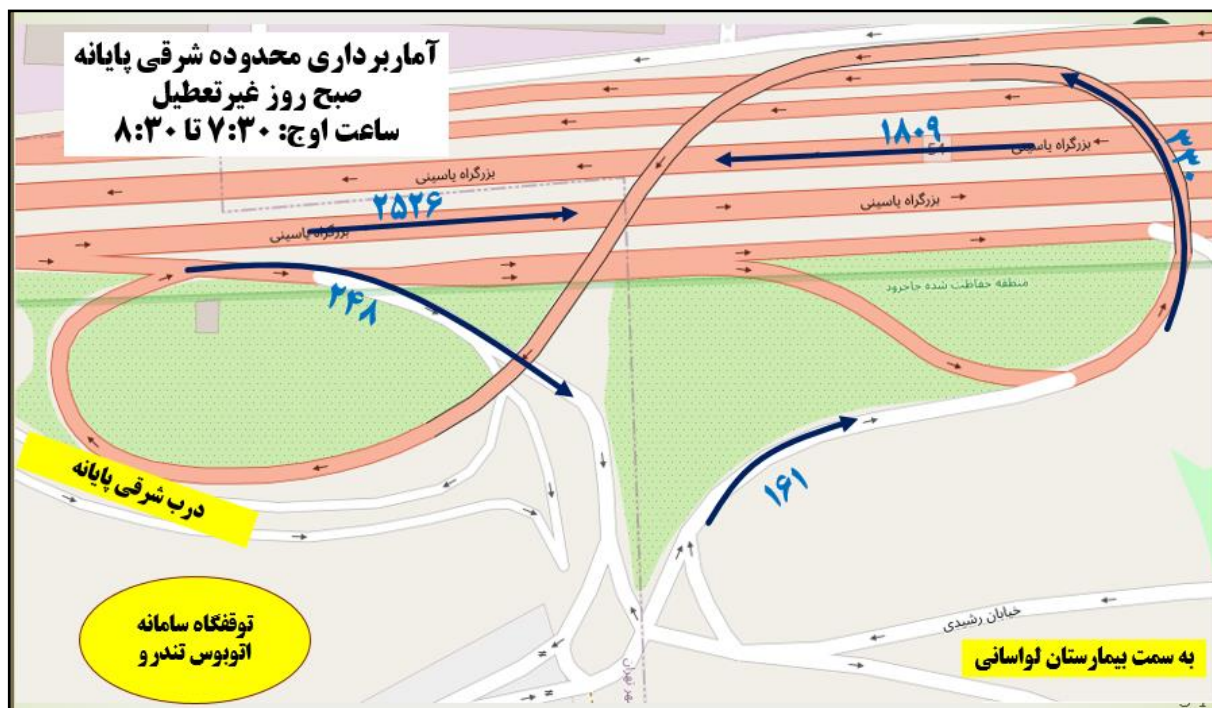 آماربرداری محدوده شرقی پایانه
صبح روز غیرتعطیل
ساعت اوج: ۷:۳۰ تا ۸:۳۰
۱۸۰۹
۳۳۰
بزرگراه یاسینی
بزرگراه یاسینی
۲۵۲۶
بزرگراه یاسینی
بزرگراه یاسینی
۲۴۸
منطقه حفاظت شده جاجرود
درب شرقی پایانه
۱۶۱
توقفگاه سامانه
اتوبوس تندرو
خیابان رشیدی
به سمت بیمارستان لواسانی